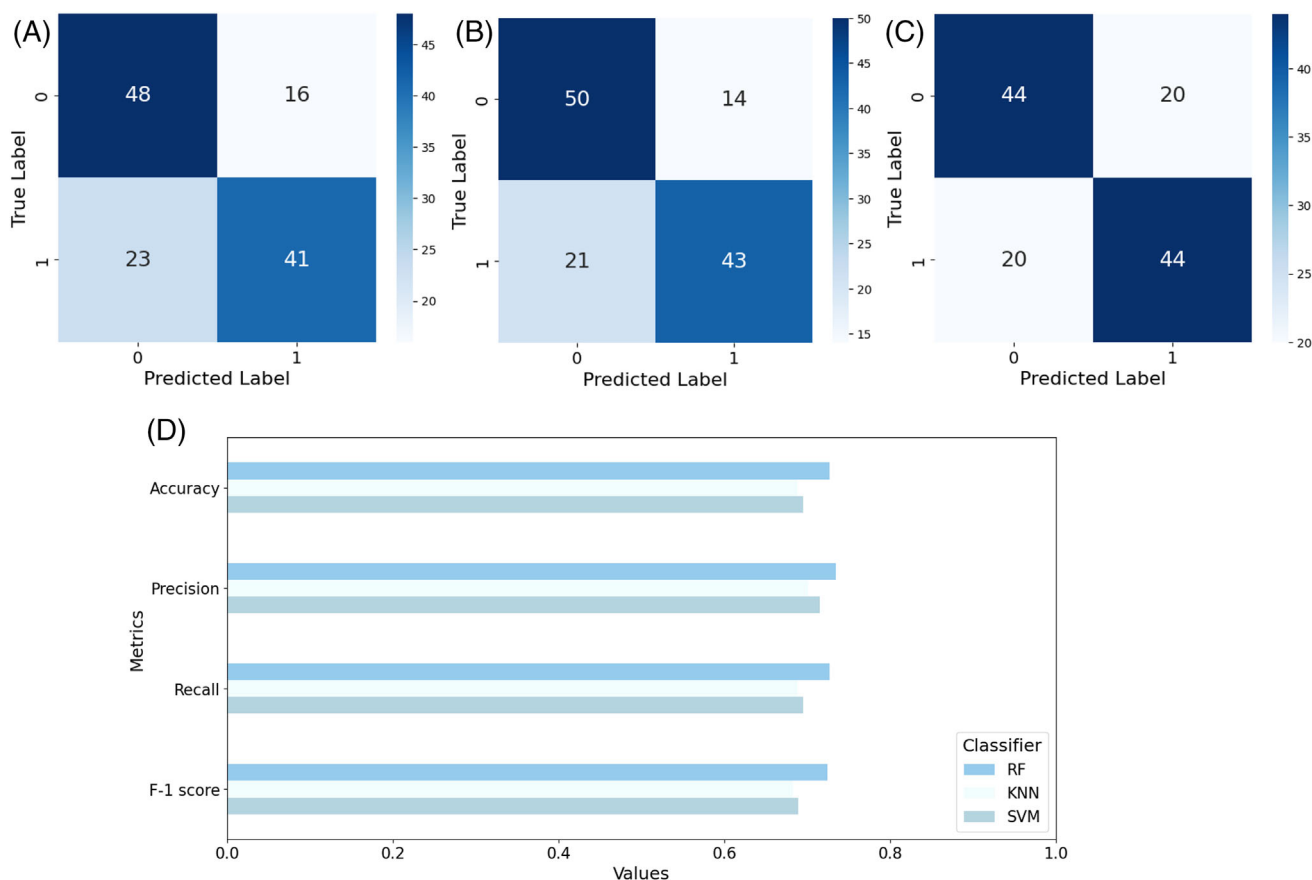 (A)
48 16
23 41
0
1
True Label
0 1
Predicted Label
45
40
35
30
25
20
(B)
50 14
21 43
0
1
True Label
0 1
Predicted Label
50
45
40
35
30
25
20
15
(C)
44 20
20 44
0
1
True Label
0 1
Predicted Label
40
35
30
25
20
(D)
Accuracy
Precision
Recall
F-1 score
Metrics
0.0 0.2 0.4 0.6 0.8 1.0
Values
Classifier
RF
KNN
SVM